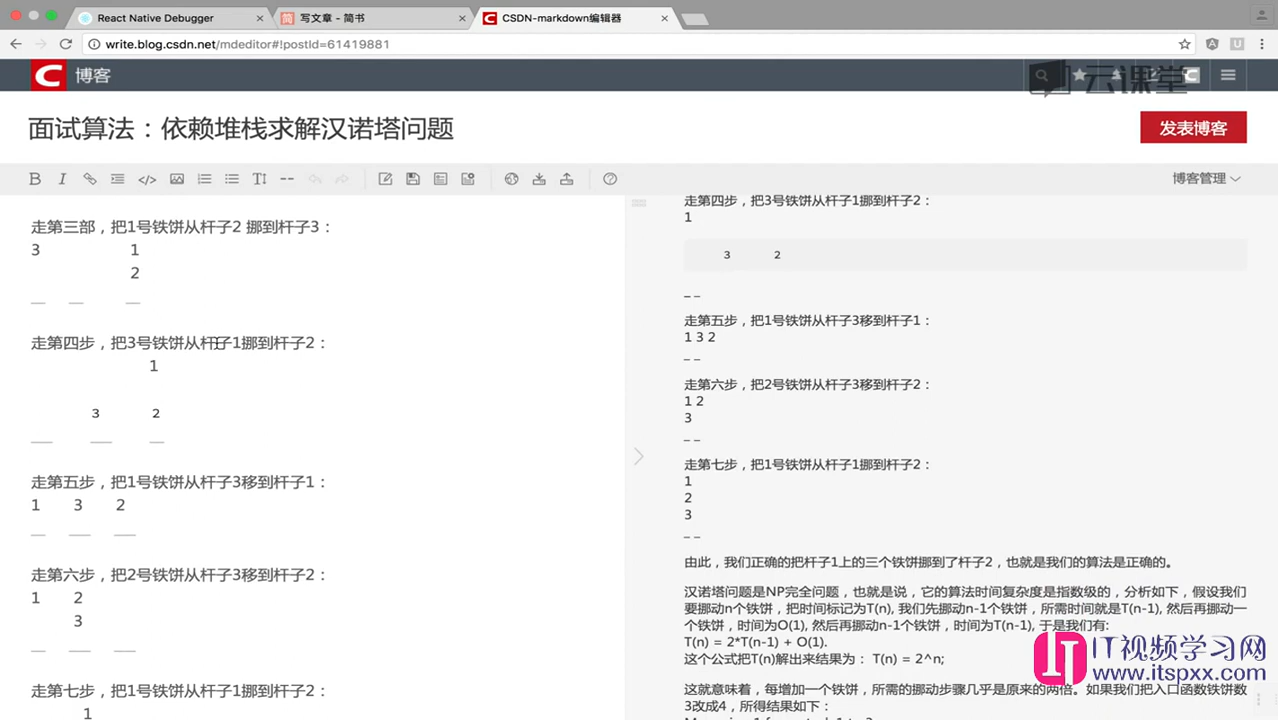 React Native Debugger
写文章 - 简书
CSDN-markdown编辑器
write.blog.csdn.net/mdeditor#!postId=61419881
C 博客
云课堂
面试算法：依赖堆栈求解汉诺塔问题
发表博客
博客管理
走第三部，把1号铁饼从杆子2 挪到杆子3：
3 1
2
走第四步，把3号铁饼从杆子1挪到杆子2：
1
3 2
走第五步，把1号铁饼从杆子3移到杆子1：
1 3 2
走第六步，把2号铁饼从杆子3移到杆子2：
1 2
3
走第七步，把1号铁饼从杆子1挪到杆子2：
1
走第四步，把3号铁饼从杆子1挪到杆子2：
1
3 2
– –
走第五步，把1号铁饼从杆子3移到杆子1：
1 3 2
– –
走第六步，把2号铁饼从杆子3移到杆子2：
1 2
3
– –
走第七步，把1号铁饼从杆子1挪到杆子2：
1
2
3
– –
由此，我们正确的把杆子1上的三个铁饼挪到了杆子2，也就是我们的算法是正确的。
汉诺塔问题是NP完全问题，也就是说，它的算法时间复杂度是指数级的，分析如下，假设我们
要挪动n个铁饼，把时间标记为T(n), 我们先挪动n-1个铁饼，所需时间就是T(n-1), 然后再挪动一
个铁饼，时间为O(1), 然后再挪动n-1个铁饼，时间为T(n-1), 于是我们有:
T(n) = 2*T(n-1) + O(1).
这个公式把T(n)解出来结果为： T(n) = 2^n;
这就意味着，每增加一个铁饼，所需的挪动步骤几乎是原来的两倍。如果我们把入口函数铁饼数
3改成4，所得结果如下：
IT视频学习网
www.itspxx.com